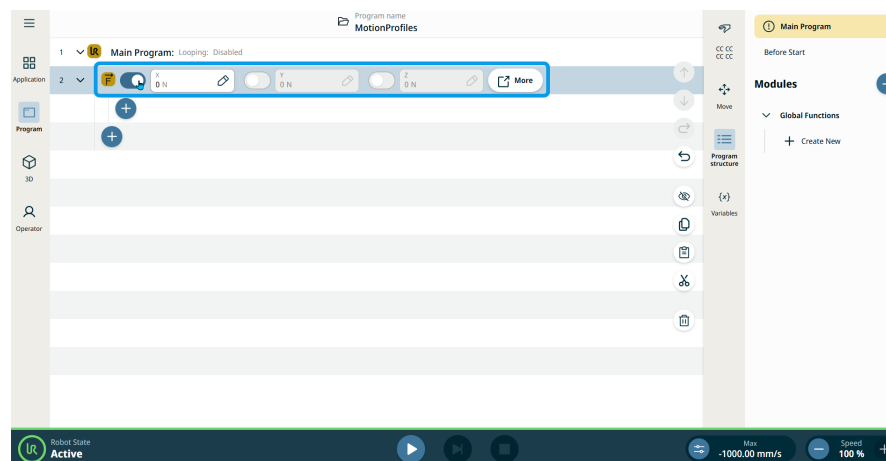 Program name
MotionProfiles
Application
Program
3D
Operator
1 Main Program: Looping: Disabled
2 F X 0 N Y 0 N Z 0 N More
CC CC
CC CC
Move
Program structure
{x}
Variables
Main Program
Before Start
Modules
Global Functions
Create New
Robot State
Active
Max
-1000.00 mm/s
Speed
100 %